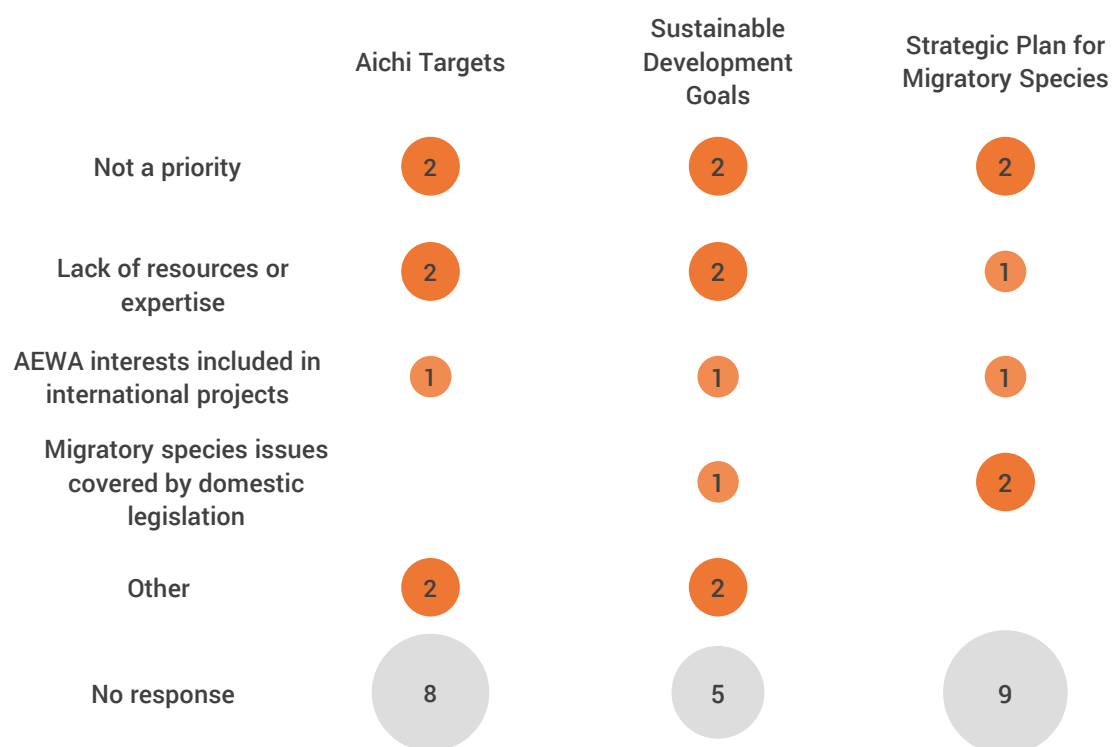 Aichi Targets
Sustainable
Development
Goals
Strategic Plan for
Migratory Species
Not a priority
2
2
2
Lack of resources or
expertise
2
2
1
AEWA interests included in
international projects
1
1
1
Migratory species issues
covered by domestic
legislation
1
2
Other
2
2
No response
8
5
9